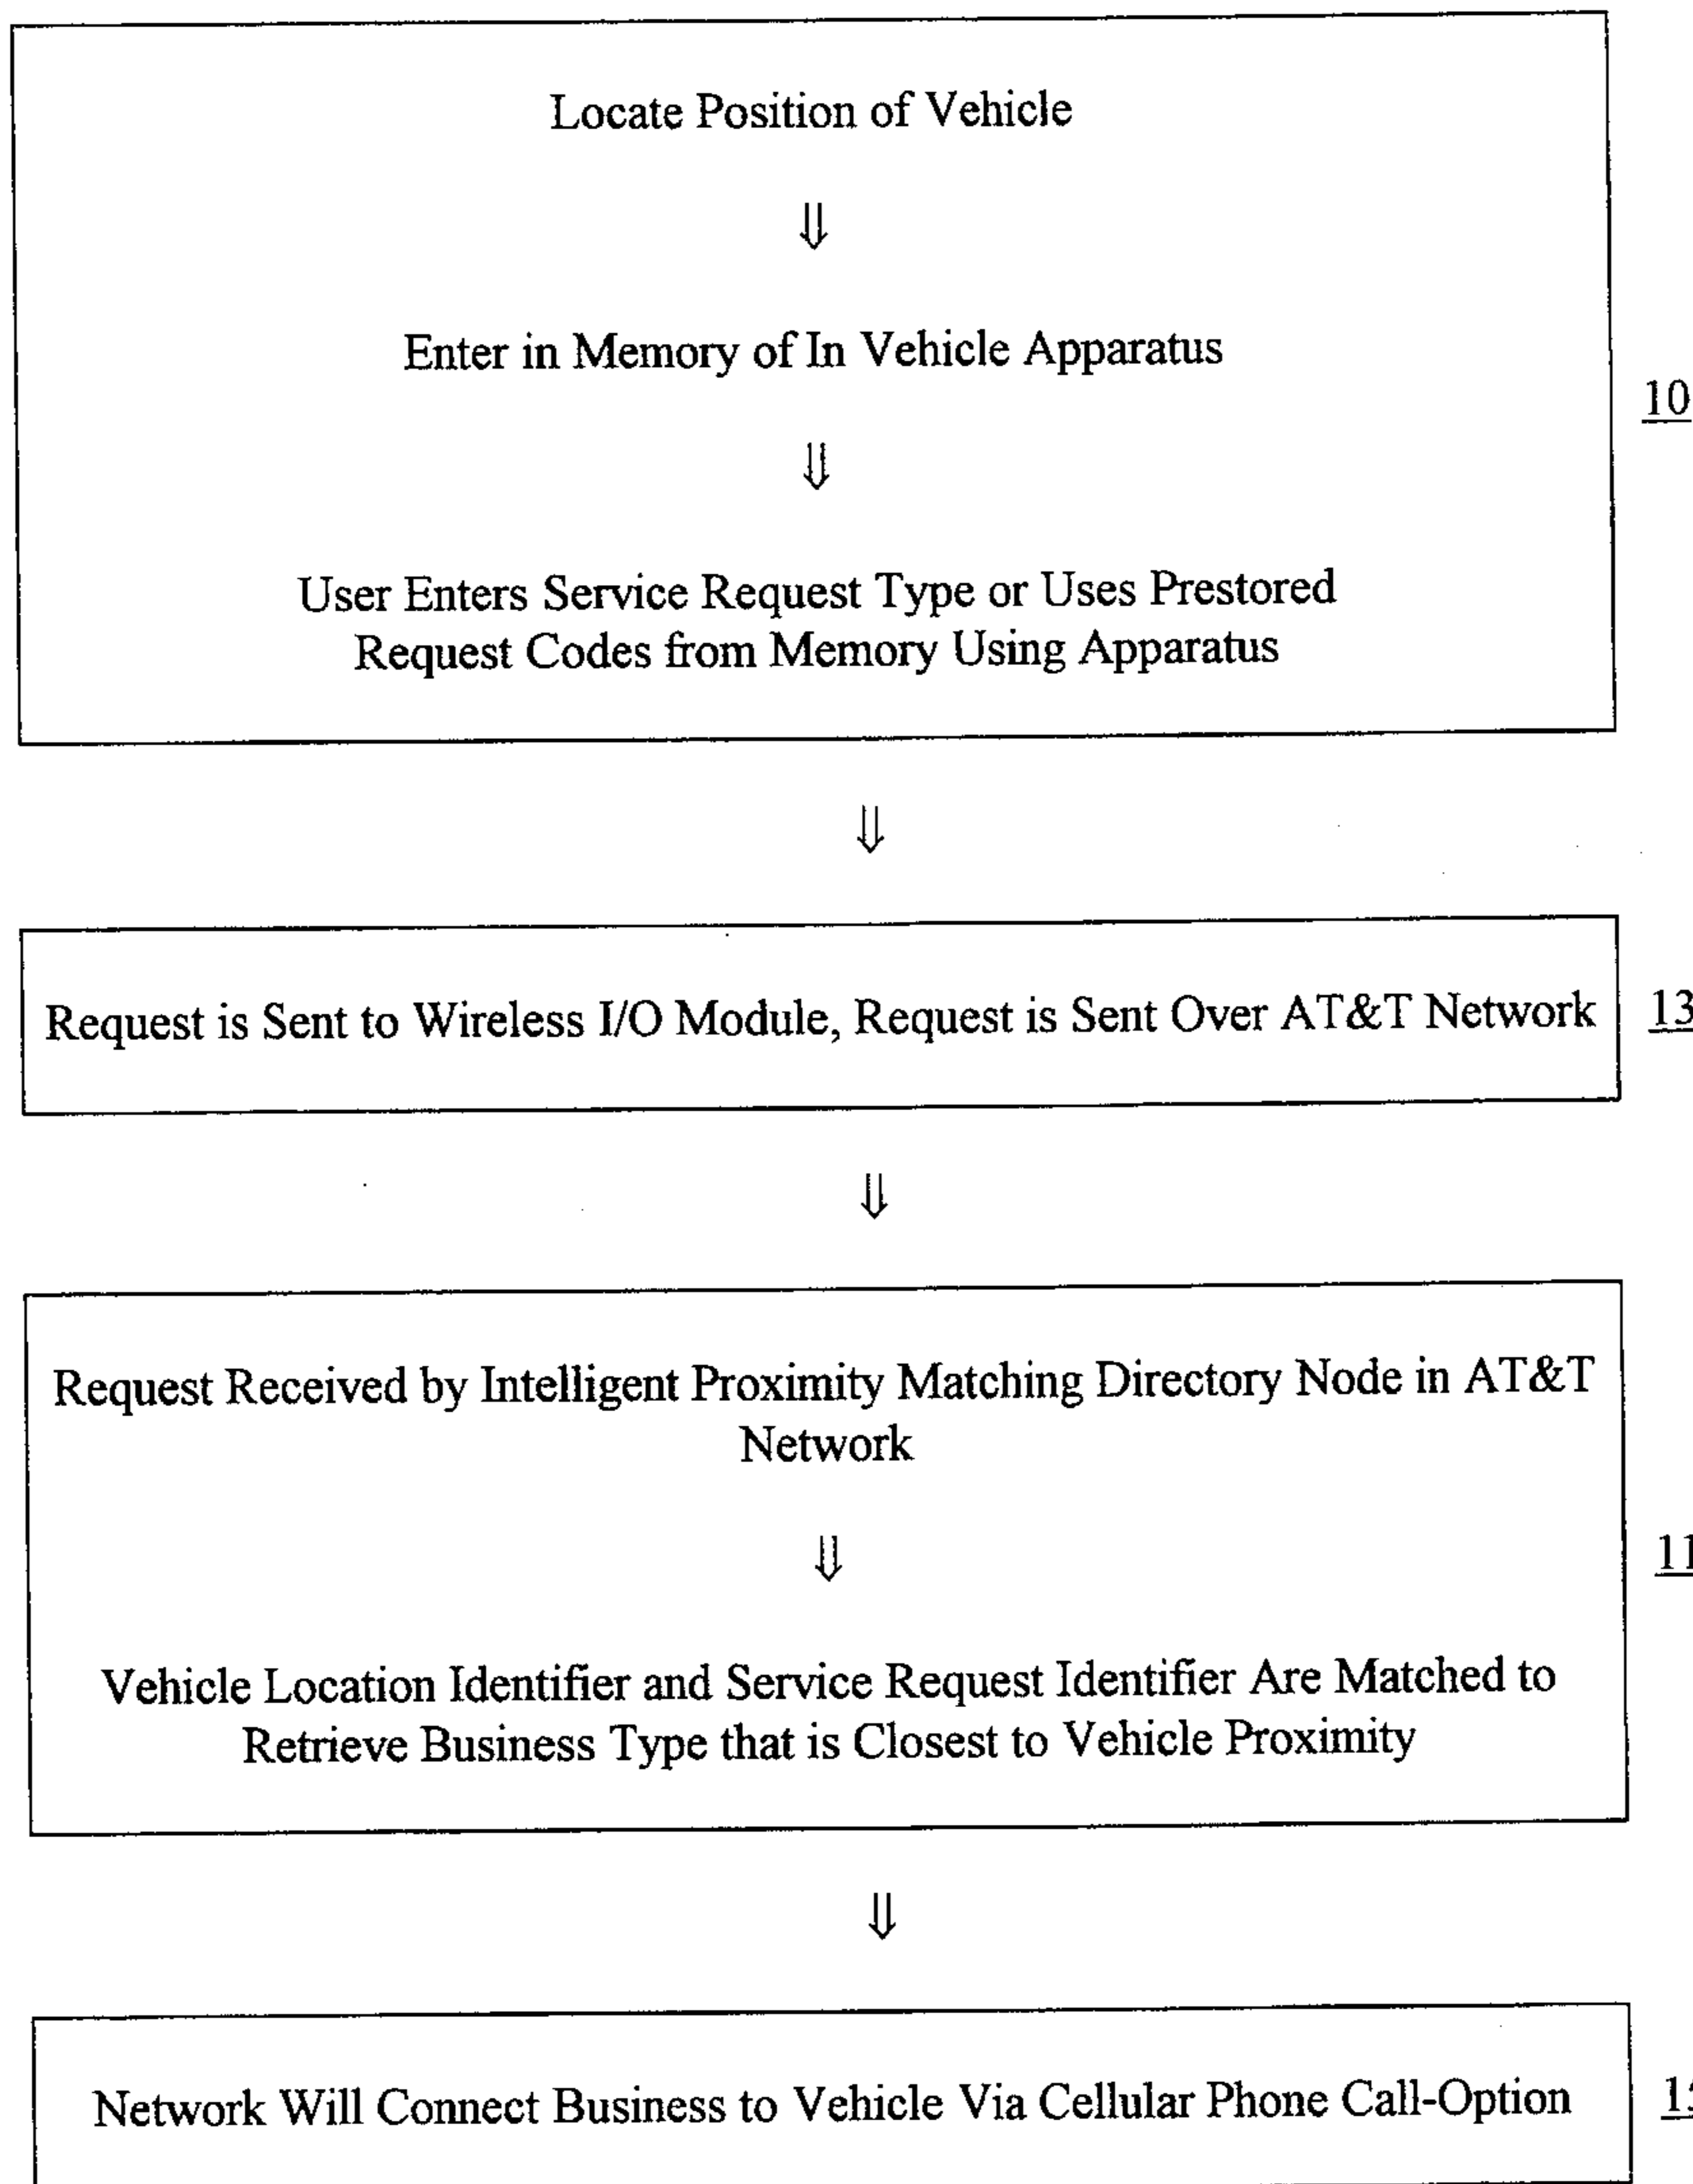 Locate Position of Vehicle
⇓
Enter in Memory of In Vehicle Apparatus
⇓
10
User Enters Service Request Type or Uses Prestored
Request Codes from Memory Using Apparatus
⇓
Request is Sent to Wireless I/O Module, Request is Sent Over AT&T Network
13
⇓
Request Received by Intelligent Proximity Matching Directory Node in AT&T
Network
⇓
11
Vehicle Location Identifier and Service Request Identifier Are Matched to
Retrieve Business Type that is Closest to Vehicle Proximity
⇓
Network Will Connect Business to Vehicle Via Cellular Phone Call-Option